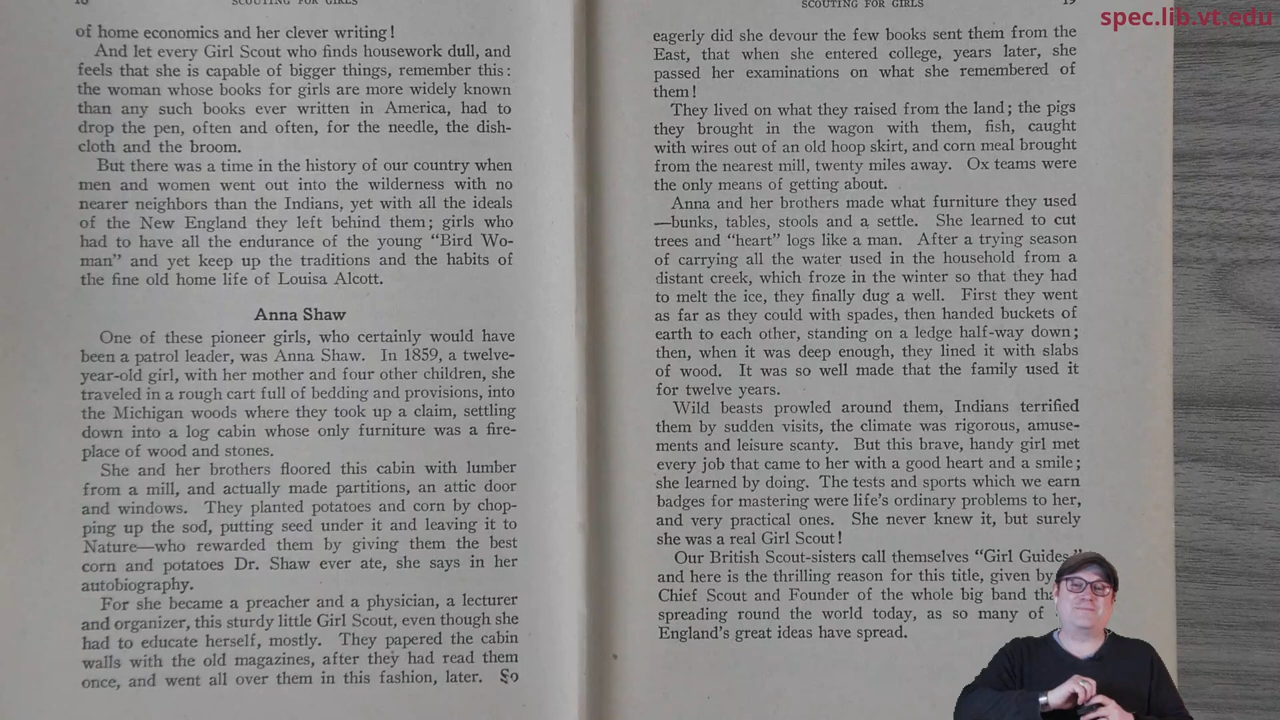 18
SCOUTING FOR GIRLS
of home economics and her clever writing!
And let every Girl Scout who finds housework dull, and
feels that she is capable of bigger things, remember this:
the woman whose books for girls are more widely known
than any such books ever written in America, had to
drop the pen, often and often, for the needle, the dish-
cloth and the broom.
But there was a time in the history of our country when
men and women went out into the wilderness with no
nearer neighbors than the Indians, yet with all the ideals
of the New England they left behind them; girls who
had to have all the endurance of the young “Bird Wo-
man” and yet keep up the traditions and the habits of
the fine old home life of Louisa Alcott.
Anna Shaw
One of these pioneer girls, who certainly would have
been a patrol leader, was Anna Shaw. In 1859, a twelve-
year-old girl, with her mother and four other children, she
traveled in a rough cart full of bedding and provisions, into
the Michigan woods where they took up a claim, settling
down into a log cabin whose only furniture was a fire-
place of wood and stones.
She and her brothers floored this cabin with lumber
from a mill, and actually made partitions, an attic door
and windows. They planted potatoes and corn by chop-
ping up the sod, putting seed under it and leaving it to
Nature—who rewarded them by giving them the best
corn and potatoes Dr. Shaw ever ate, she says in her
autobiography.
For she became a preacher and a physician, a lecturer
and organizer, this sturdy little Girl Scout, even though she
had to educate herself, mostly. They papered the cabin
walls with the old magazines, after they had read them
once, and went all over them in this fashion, later. So
SCOUTING FOR GIRLS
19
eagerly did she devour the few books sent them from the
East, that when she entered college, years later, she
passed her examinations on what she remembered of
them!
They lived on what they raised from the land; the pigs
they brought in the wagon with them, fish, caught
with wires out of an old hoop skirt, and corn meal brought
from the nearest mill, twenty miles away. Ox teams were
the only means of getting about.
Anna and her brothers made what furniture they used
—bunks, tables, stools and a settle. She learned to cut
trees and “heart” logs like a man. After a trying season
of carrying all the water used in the household from a
distant creek, which froze in the winter so that they had
to melt the ice, they finally dug a well. First they went
as far as they could with spades, then handed buckets of
earth to each other, standing on a ledge half-way down;
then, when it was deep enough, they lined it with slabs
of wood. It was so well made that the family used it
for twelve years.
Wild beasts prowled around them, Indians terrified
them by sudden visits, the climate was rigorous, amuse-
ments and leisure scanty. But this brave, handy girl met
every job that came to her with a good heart and a smile;
she learned by doing. The tests and sports which we earn
badges for mastering were life’s ordinary problems to her,
and very practical ones. She never knew it, but surely
she was a real Girl Scout!
Our British Scout-sisters call themselves “Girl Guides,”
and here is the thrilling reason for this title, given by
Chief Scout and Founder of the whole big band
spreading round the world today, as so many of
England’s great ideas have spread.
spec.lib.vt.edu